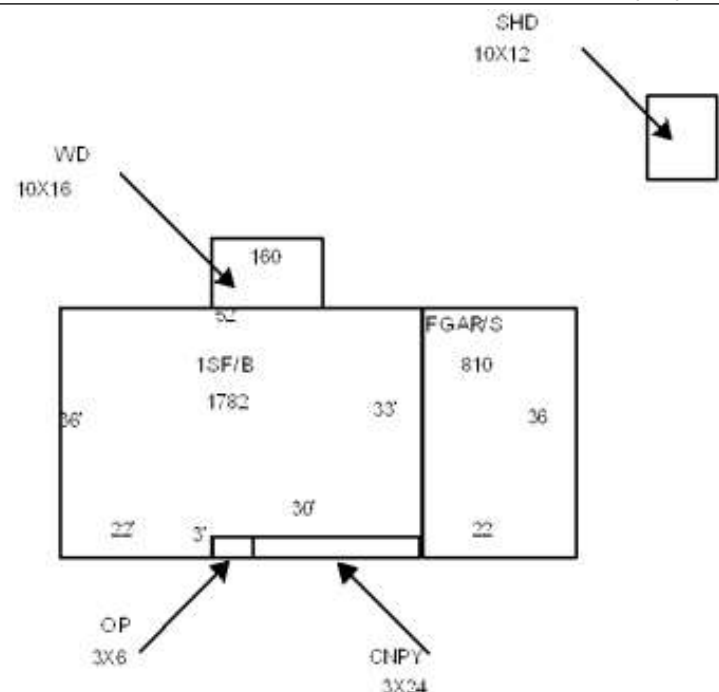 SHD
10X12
WD
10X16
160
52'
FGAR/S
1SF/B
810
1782
33'
36'
36
30'
22'
3'
22
OP
3X6
CNPY
3X24